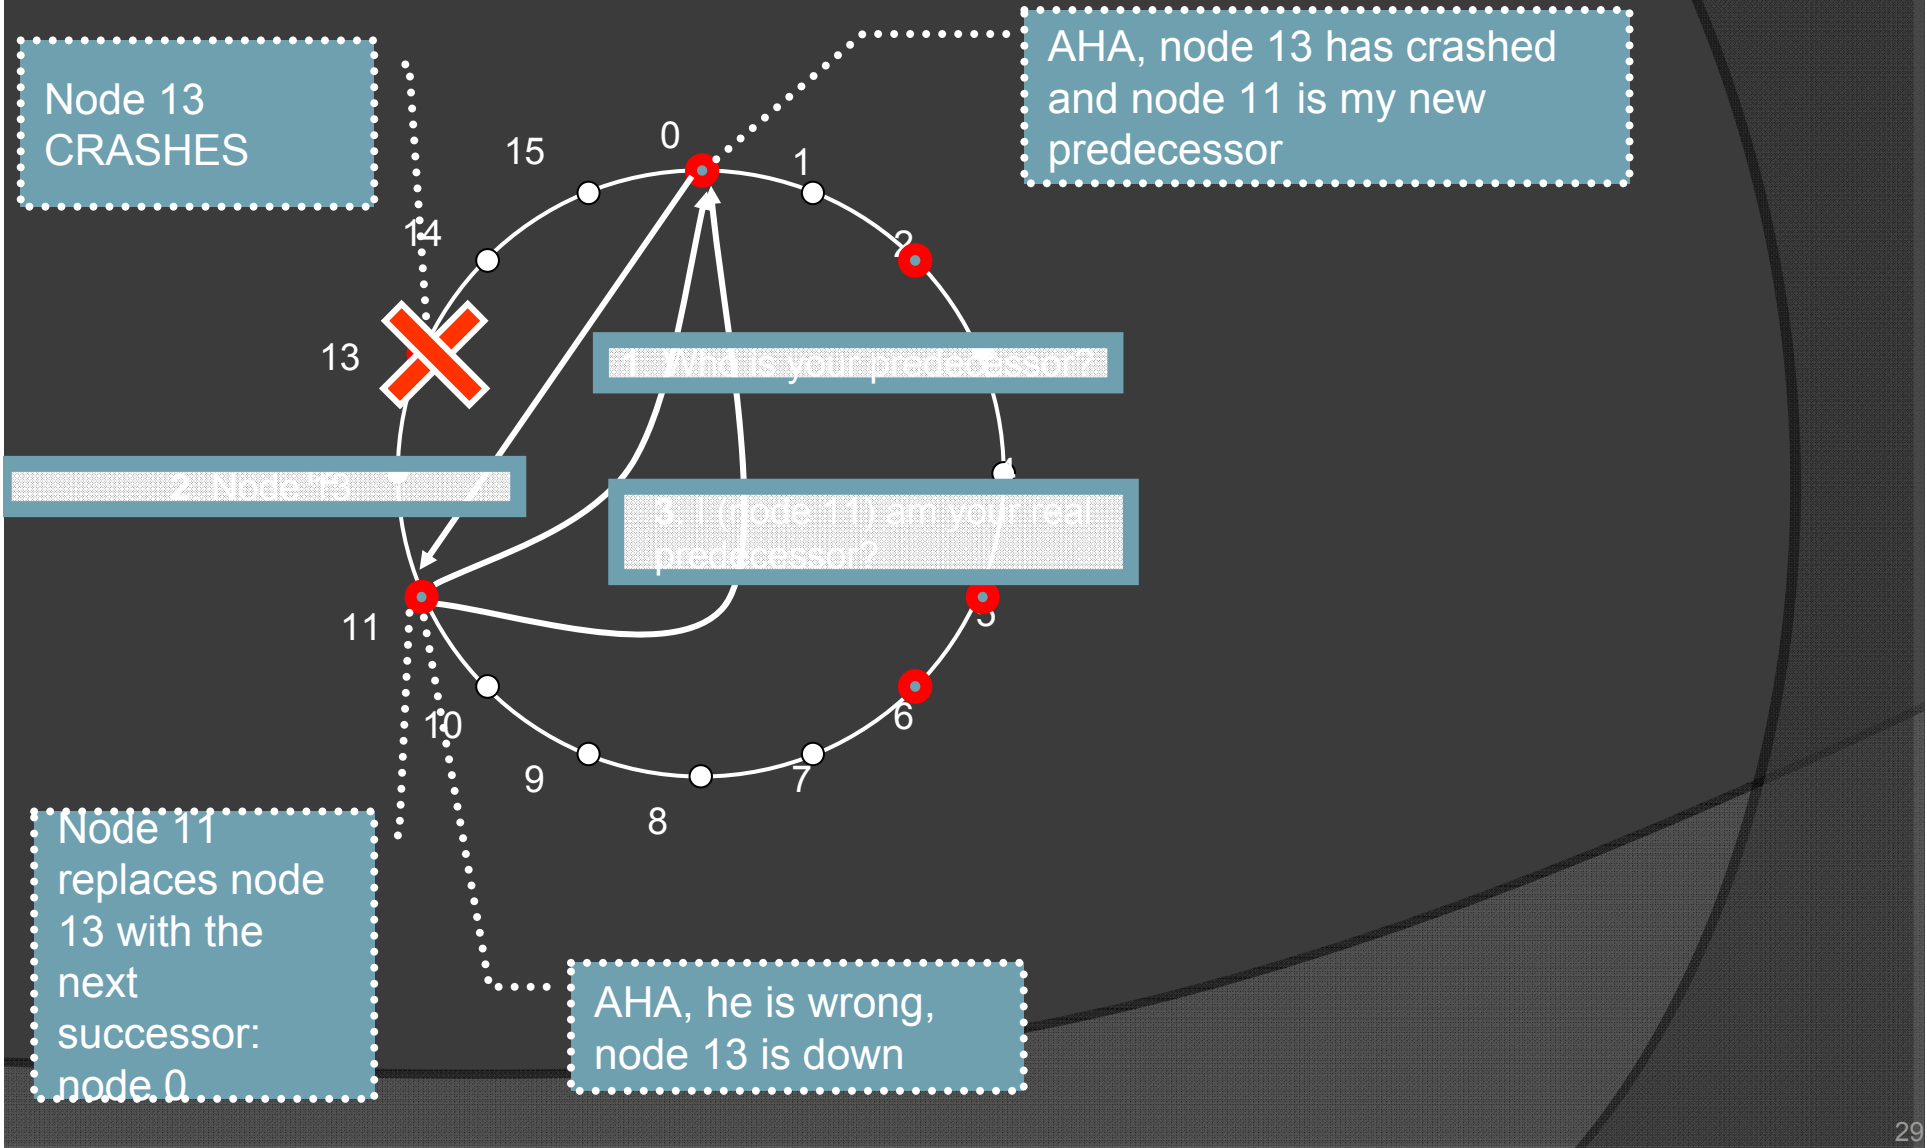 Node 13
CRASHES
AHA, node 13 has crashed
and node 11 is my new
predecessor
0
15
1
14
2
13
1. Who is your predecessor?
2. Node 13
4
3. I (node 11) am your real
predecessor?
11
5
10
6
9
7
8
Node 11
replaces node
13 with the
next
successor:
node 0
AHA, he is wrong,
node 13 is down
29